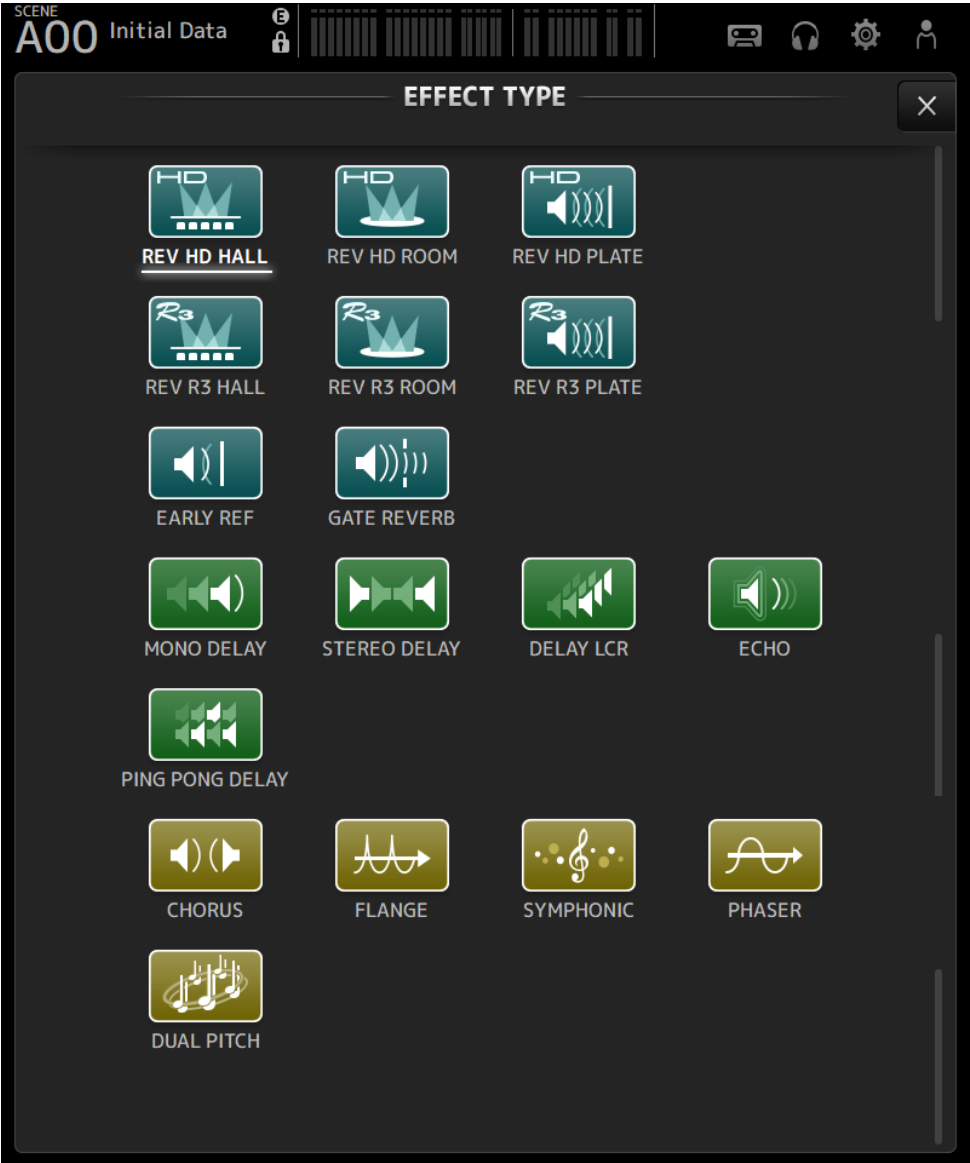 SCENE
A00 Initial Data E
EFFECT TYPE
HD HD HD
REV HD HALL REV HD ROOM REV HD PLATE
R3 R3 R3
REV R3 HALL REV R3 ROOM REV R3 PLATE
EARLY REF GATE REVERB
MONO DELAY STEREO DELAY DELAY LCR ECHO
PING PONG DELAY
CHORUS FLANGE SYMPHONIC PHASER
DUAL PITCH